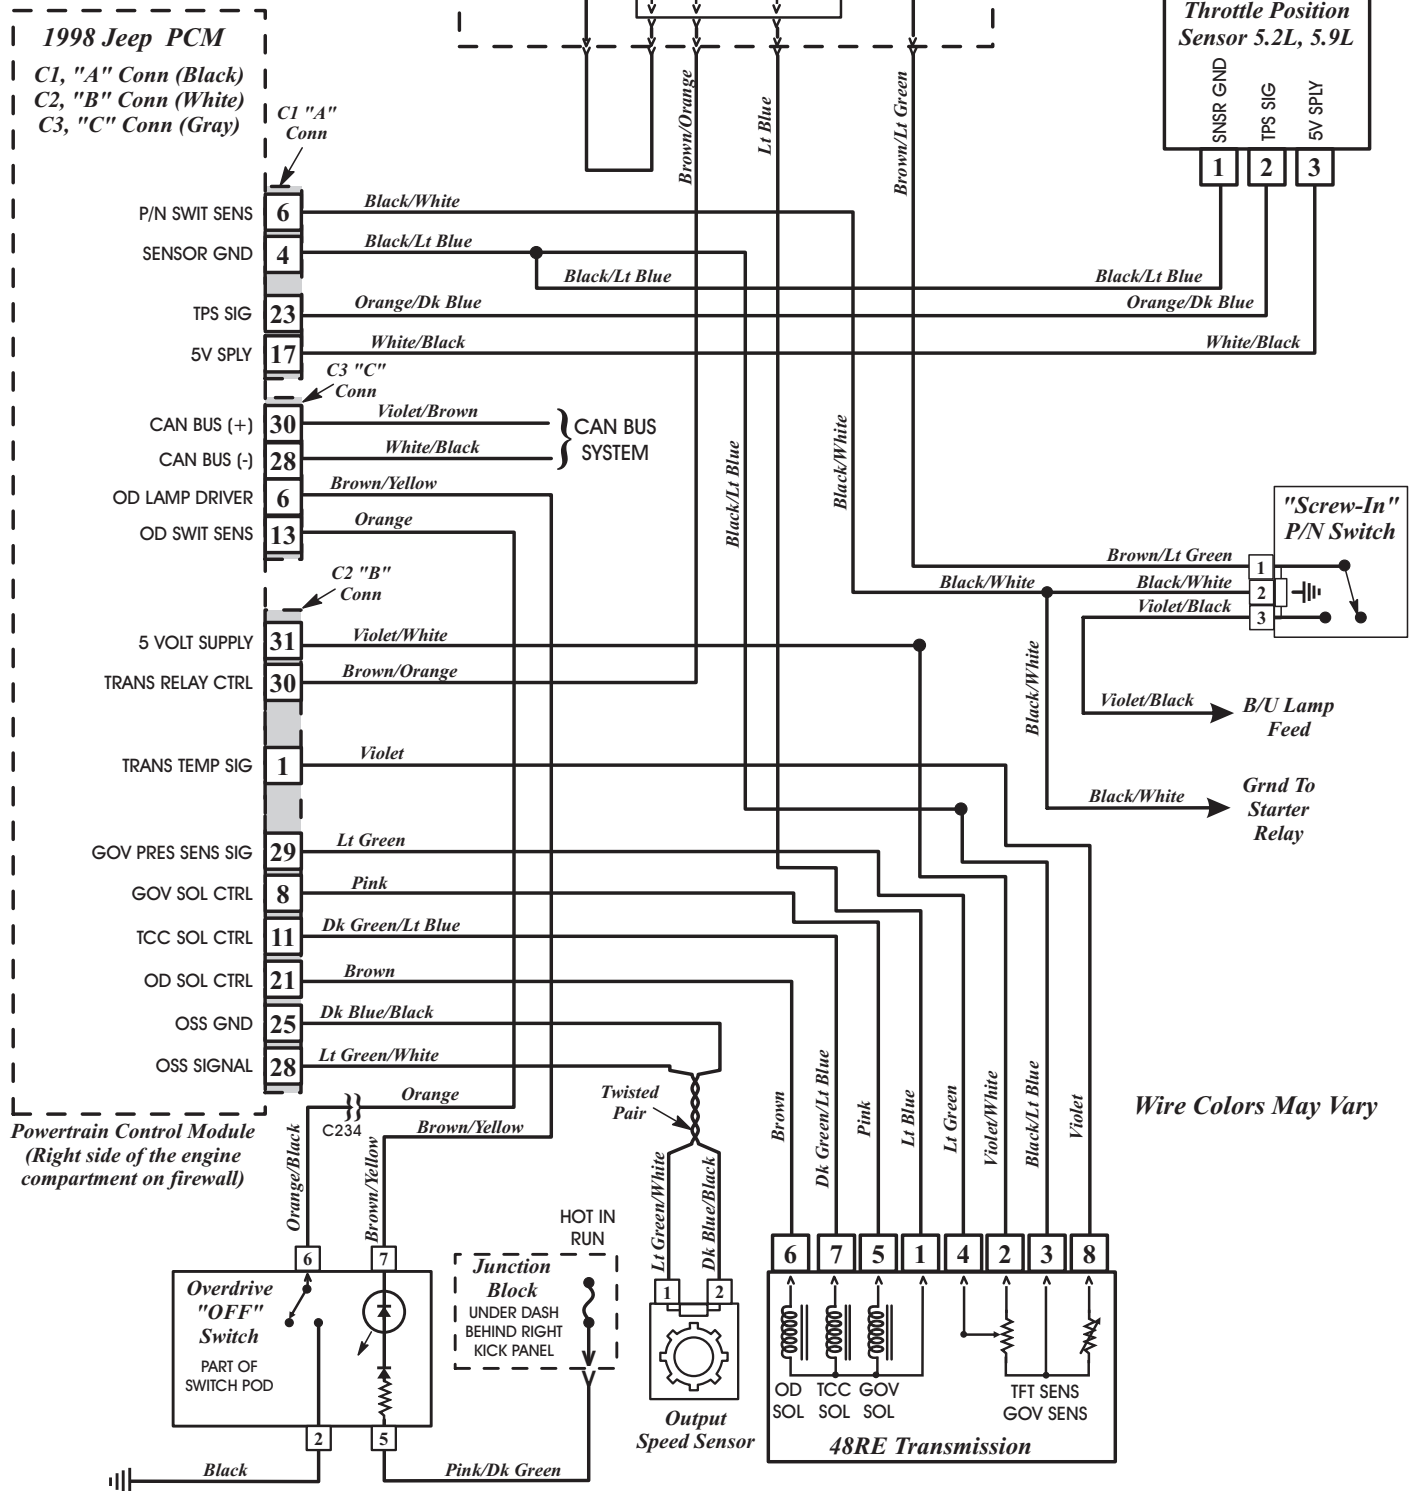 1998 Jeep PCM
C1, "A" Conn (Black)
C2, "B" Conn (White)
C3, "C" Conn (Gray)
C1 "A"
Conn
Throttle Position
Sensor 5.2L, 5.9L
SNSR GND
TPS SIG
5V SPLY
1
2
3
Brown/Orange
Lt Blue
Brown/Lt Green
P/N SWIT SENS
6
Black/White
SENSOR GND
4
Black/Lt Blue
Black/Lt Blue
Black/Lt Blue
TPS SIG
23
Orange/Dk Blue
Orange/Dk Blue
5V SPLY
17
White/Black
White/Black
C3 "C"
Conn
CAN BUS (+)
30
Violet/Brown
CAN BUS (-)
28
White/Black
CAN BUS
SYSTEM
OD LAMP DRIVER
6
Brown/Yellow
OD SWIT SENS
13
Orange
Black/Lt Blue
Black/White
"Screw-In"
P/N Switch
Brown/Lt Green
1
Black/White
Black/White
2
Violet/Black
3
C2 "B"
Conn
5 VOLT SUPPLY
31
Violet/White
TRANS RELAY CTRL
30
Brown/Orange
Black/White
Violet/Black
B/U Lamp
Feed
TRANS TEMP SIG
1
Violet
Black/White
Grnd To
Starter
Relay
GOV PRES SENS SIG
29
Lt Green
GOV SOL CTRL
8
Pink
TCC SOL CTRL
11
Dk Green/Lt Blue
OD SOL CTRL
21
Brown
OSS GND
25
Dk Blue/Black
OSS SIGNAL
28
Lt Green/White
Orange
C234
Brown/Yellow
Twisted
Pair
Powertrain Control Module
(Right side of the engine
compartment on firewall)
Orange/Black
Brown/Yellow
Lt Green/White
Dk Blue/Black
Brown
Dk Green/Lt Blue
Pink
Lt Blue
Lt Green
Violet/White
Black/Lt Blue
Violet
Wire Colors May Vary
HOT IN
RUN
6
7
Overdrive
"OFF"
Switch
PART OF
SWITCH POD
2
5
Black
Pink/Dk Green
Junction
Block
UNDER DASH
BEHIND RIGHT
KICK PANEL
1
2
Output
Speed Sensor
6
7
5
1
4
2
3
8
OD
SOL
TCC
SOL
GOV
SOL
TFT SENS
GOV SENS
48RE Transmission